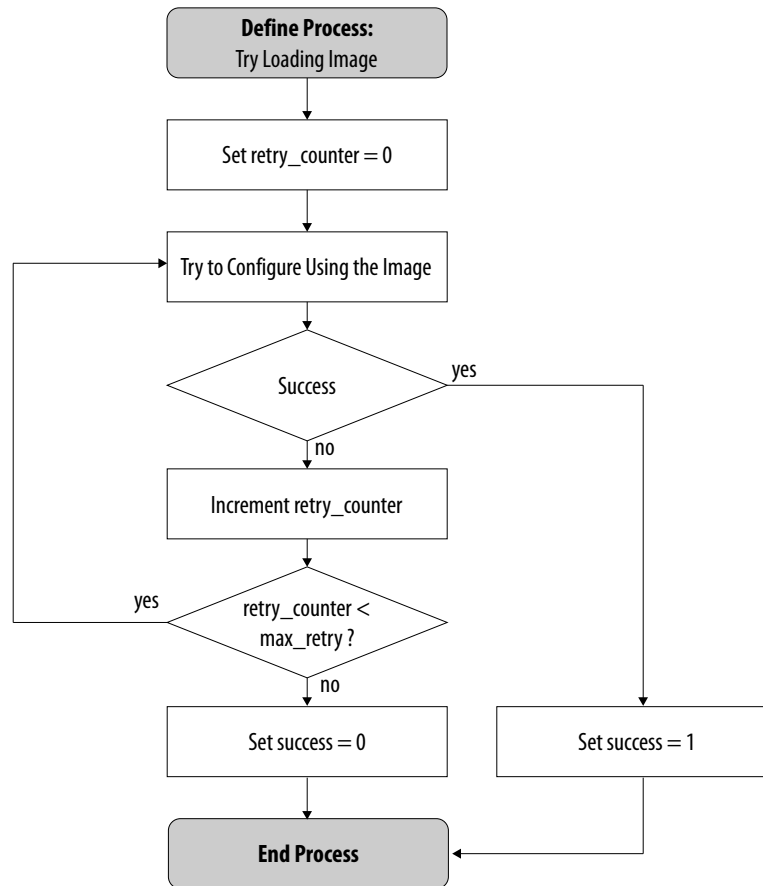 Define Process:
Try Loading Image
Set retry_counter = 0
Try to Configure Using the Image
Success
yes
no
Increment retry_counter
yes
retry_counter <
max_retry ?
no
Set success = 0
Set success = 1
End Process